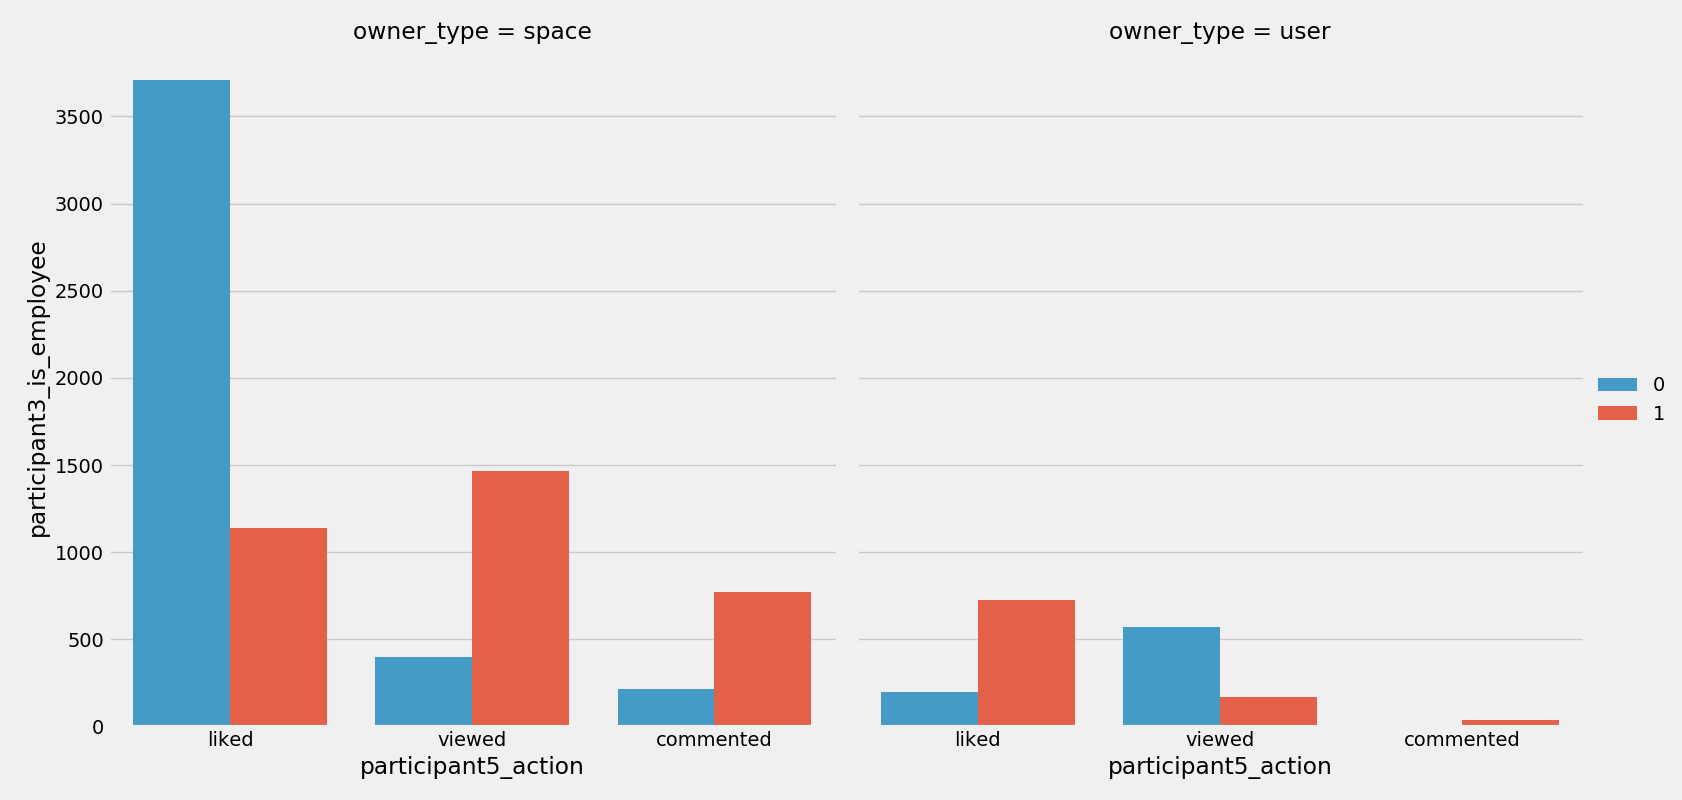 owner_type = space
owner_type = user
participant3_is_employee
3500
3000
2500
2000
1500
1000
500
0
liked
viewed
commented
participant5_action
liked
viewed
commented
participant5_action
0
1